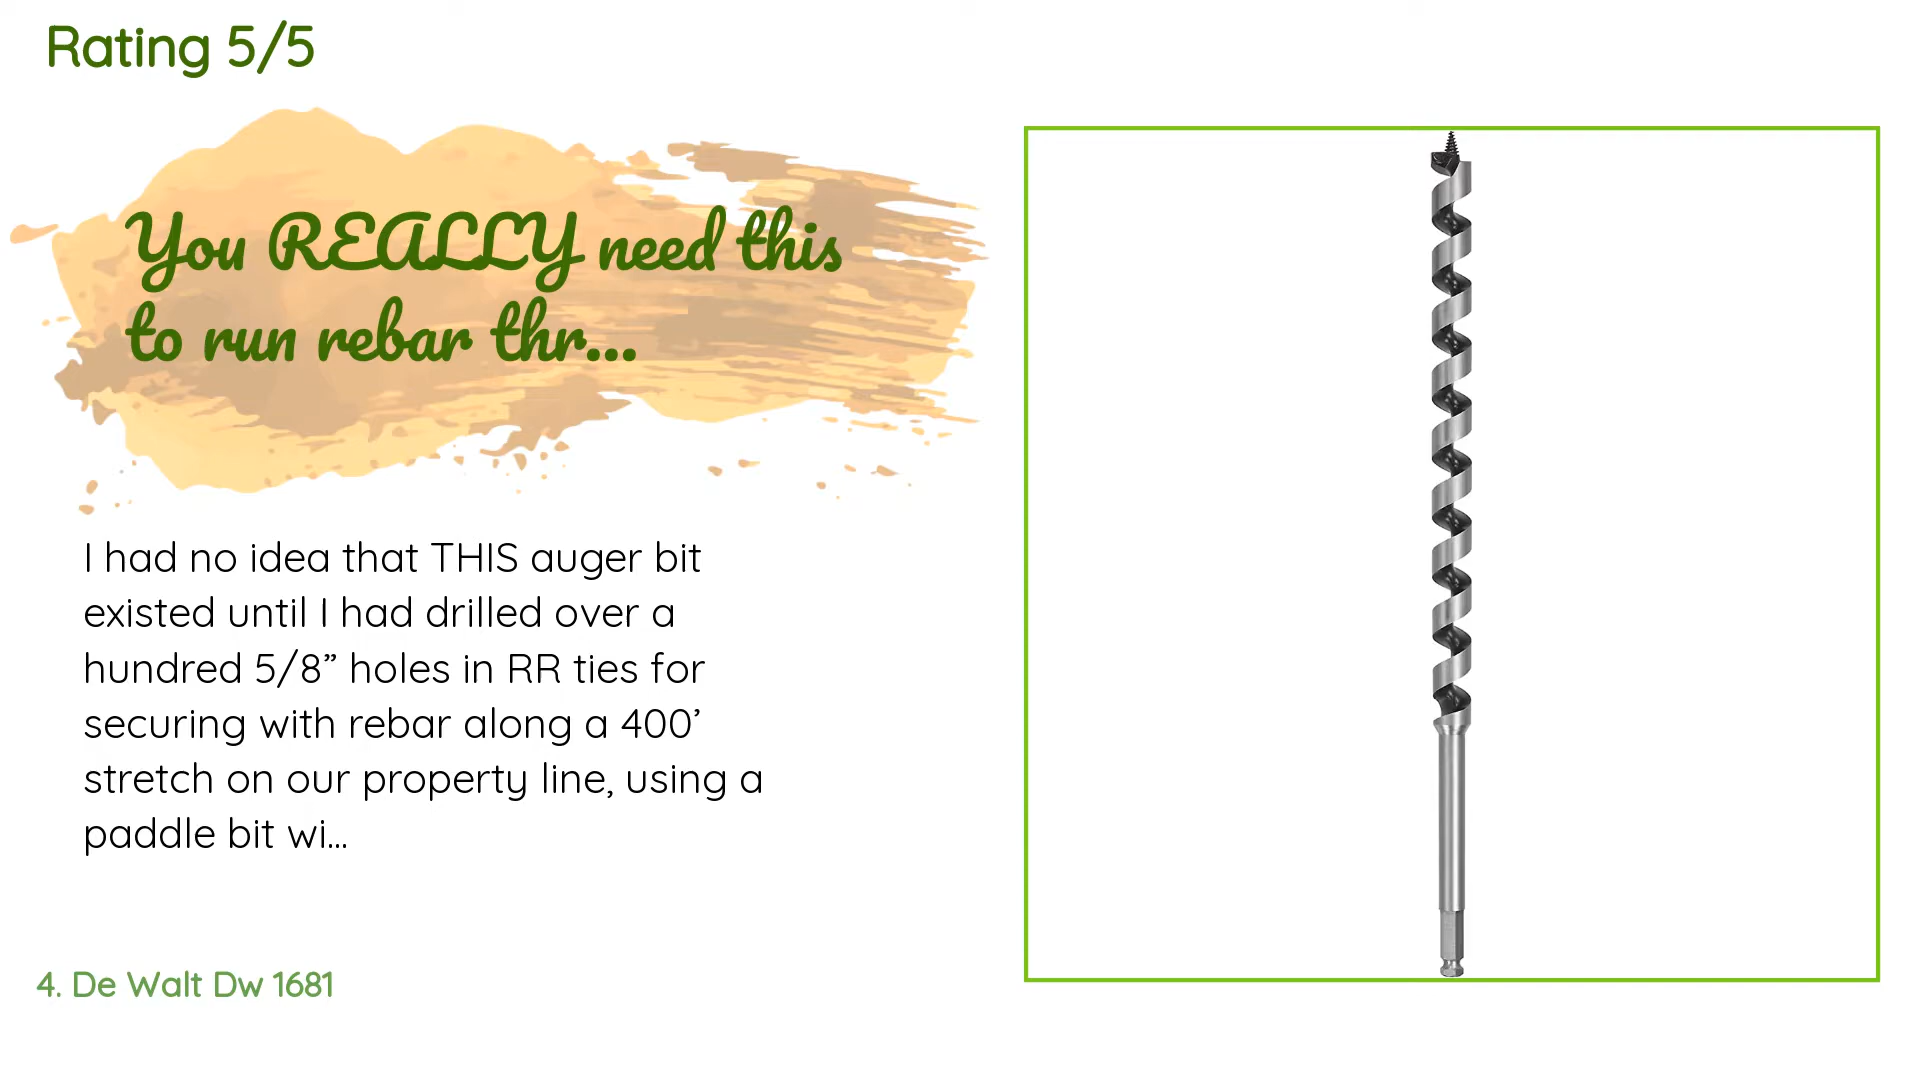 Rating 5/5
You REALLY need this
to run rebar thr...
I had no idea that THIS auger bit
existed until I had drilled over a
hundred 5/8” holes in RR ties for
securing with rebar along a 400’
stretch on our property line, using a
paddle bit wi...
4. De Walt Dw 1681